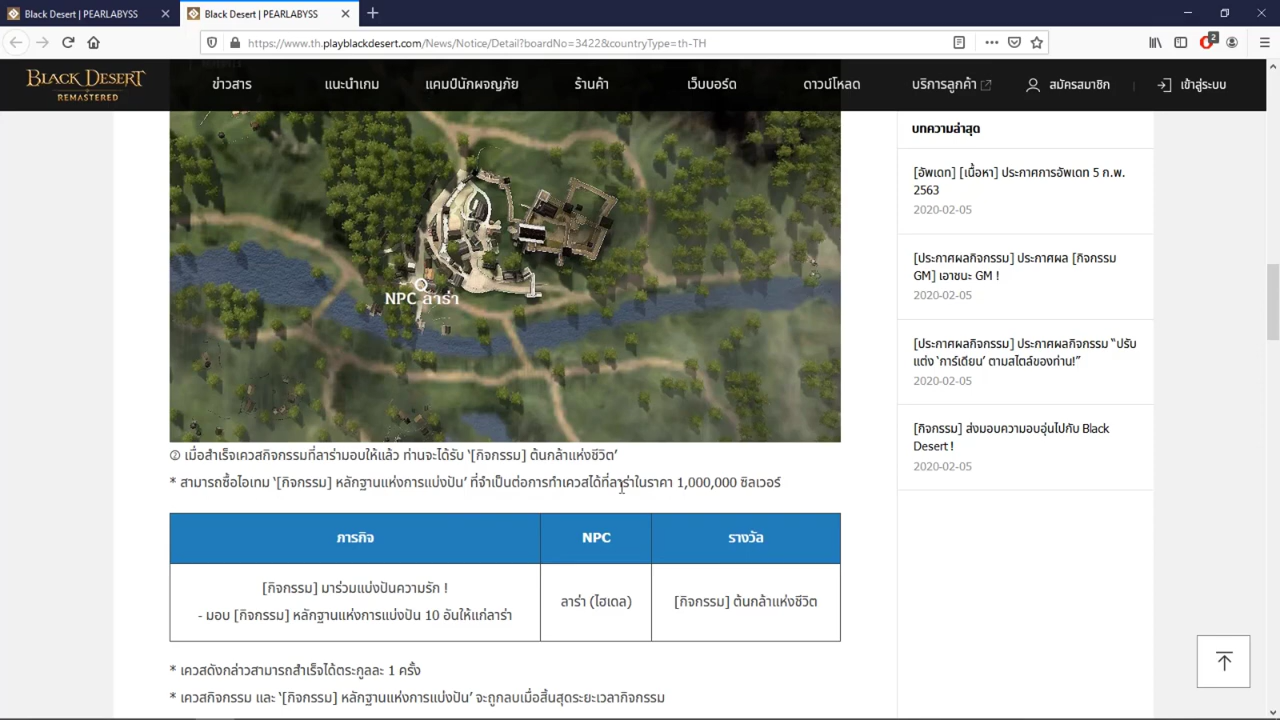 Black Desert | PEARLABYSS
Black Desert | PEARLABYSS
https://www.th.playblackdesert.com/News/Notice/Detail?boardNo=3422&countryType=th-TH
2
BLACK DESERT
REMASTERED
ข่าวสาร
แนะนำเกม
แคมป์นักผจญภัย
ร้านค้า
เว็บบอร์ด
ดาวน์โหลด
บริการลูกค้า
สมัครสมาชิก
เข้าสู่ระบบ
NPC ลาร่า
② เมื่อสำเร็จเควสกิจกรรมที่ลาร่ามอบให้แล้ว ท่านจะได้รับ ‘[กิจกรรม] ต้นกล้าแห่งชีวิต’
* สามารถซื้อไอเทม ‘[กิจกรรม] หลักฐานแห่งการแบ่งปัน’ ที่จำเป็นต่อการทำเควสได้ที่ลาร่าในราคา 1,000,000 ซิลเวอร์
ภารกิจ
NPC
รางวัล
[กิจกรรม] มาร่วมแบ่งปันความรัก !
- มอบ [กิจกรรม] หลักฐานแห่งการแบ่งปัน 10 อันให้แก่ลาร่า
ลาร่า (ไฮเดล)
[กิจกรรม] ต้นกล้าแห่งชีวิต
* เควสดังกล่าวสามารถสำเร็จได้ตระกูลละ 1 ครั้ง
* เควสกิจกรรม และ ‘[กิจกรรม] หลักฐานแห่งการแบ่งปัน’ จะถูกลบเมื่อสิ้นสุดระยะเวลากิจกรรม
บทความล่าสุด
[อัพเดท] [เนื้อหา] ประกาศการอัพเดท 5 ก.พ.
2563
2020-02-05
[ประกาศผลกิจกรรม] ประกาศผล [กิจกรรม
GM] เอาชนะ GM !
2020-02-05
[ประกาศผลกิจกรรม] ประกาศผลกิจกรรม “ปรับ
แต่ง ‘การ์เดียน’ ตามสไตล์ของท่าน!”
2020-02-05
[กิจกรรม] ส่งมอบความอบอุ่นไปกับ Black
Desert !
2020-02-05